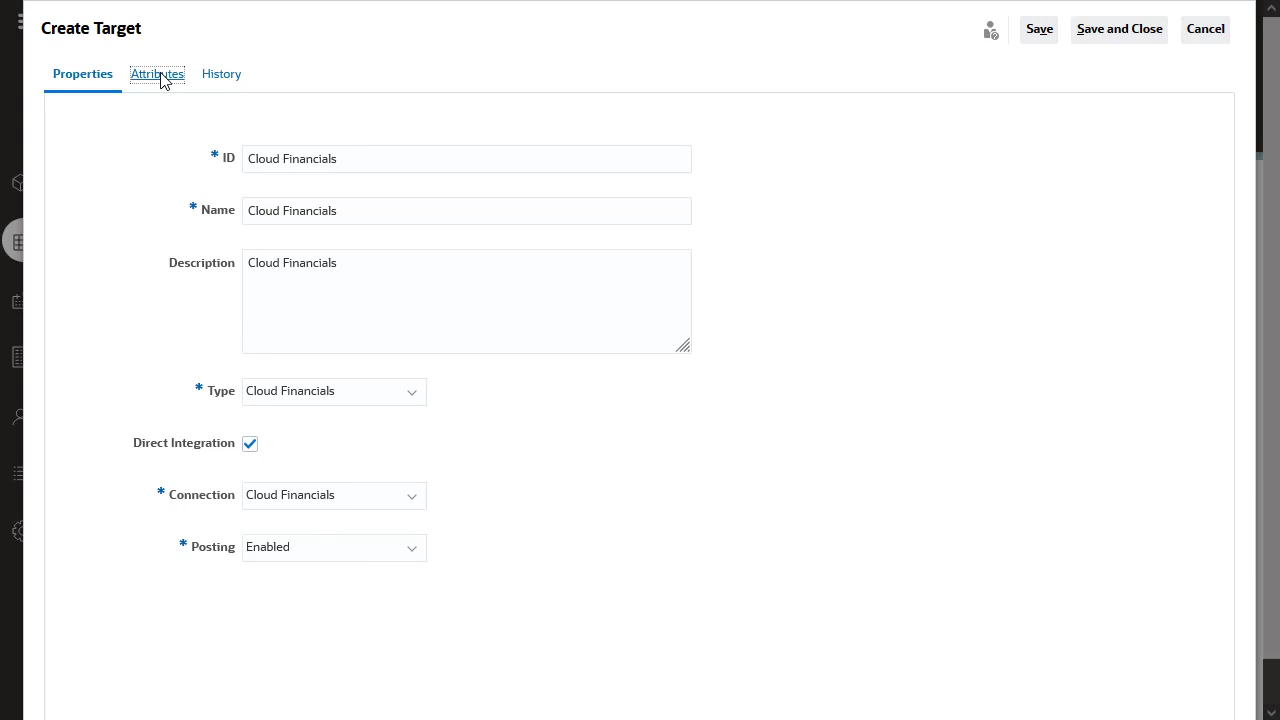 Create Target
Save
Save and Close
Cancel
Properties
Attributes
History
* ID
Cloud Financials
* Name
Cloud Financials
Description
Cloud Financials
* Type
Cloud Financials
Direct Integration
* Connection
Cloud Financials
* Posting
Enabled